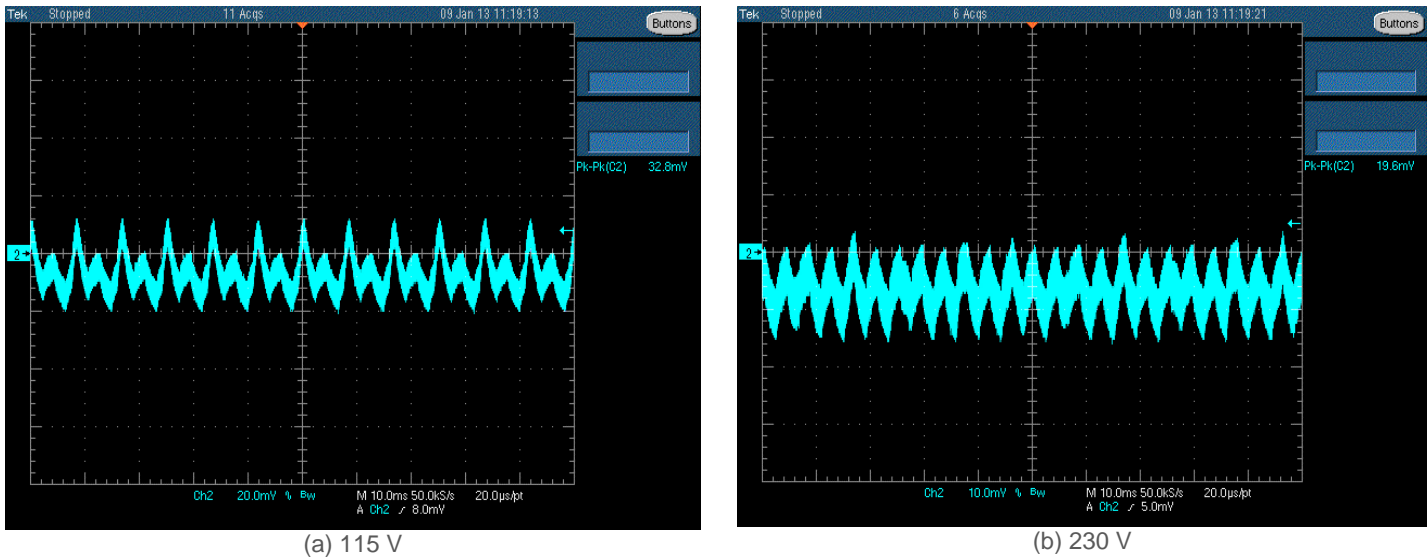 Tek Stopped 11 Acqs 09 Jan 13 11:19:13
Buttons
Pk-Pk(C2) 32.8mV
2
Ch2 20.0mV % Bw M 10.0ms 50.0kS/s 20.0µs/pt
A Ch2 ⁄ 8.0mV
(a) 115 V
Tek Stopped 6 Acqs 09 Jan 13 11:19:21
Buttons
Pk-Pk(C2) 19.6mV
2
Ch2 10.0mV % Bw M 10.0ms 50.0kS/s 20.0µs/pt
A Ch2 ⁄ 5.0mV
(b) 230 V